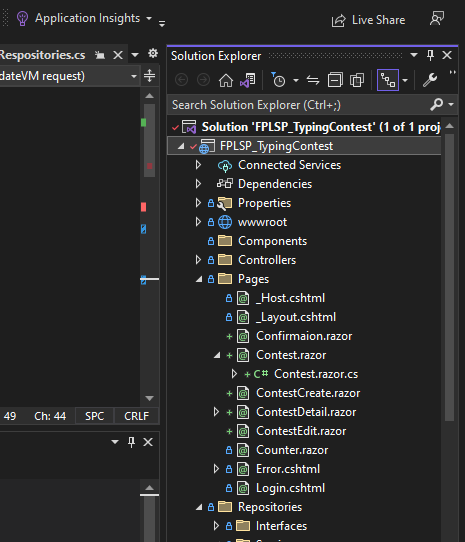 Application Insights
Live Share
Respositories.cs
dateVM request)
Solution Explorer
Search Solution Explorer (Ctrl+;)
Solution 'FPLSP_TypingContest' (1 of 1 proj
FPLSP_TypingContest
Connected Services
Dependencies
Properties
wwwroot
Components
Controllers
Pages
_Host.cshtml
_Layout.cshtml
Confirmaion.razor
Contest.razor
C# Contest.razor.cs
ContestCreate.razor
ContestDetail.razor
ContestEdit.razor
Counter.razor
Error.cshtml
Login.cshtml
Repositories
Interfaces
49 Ch: 44 SPC CRLF